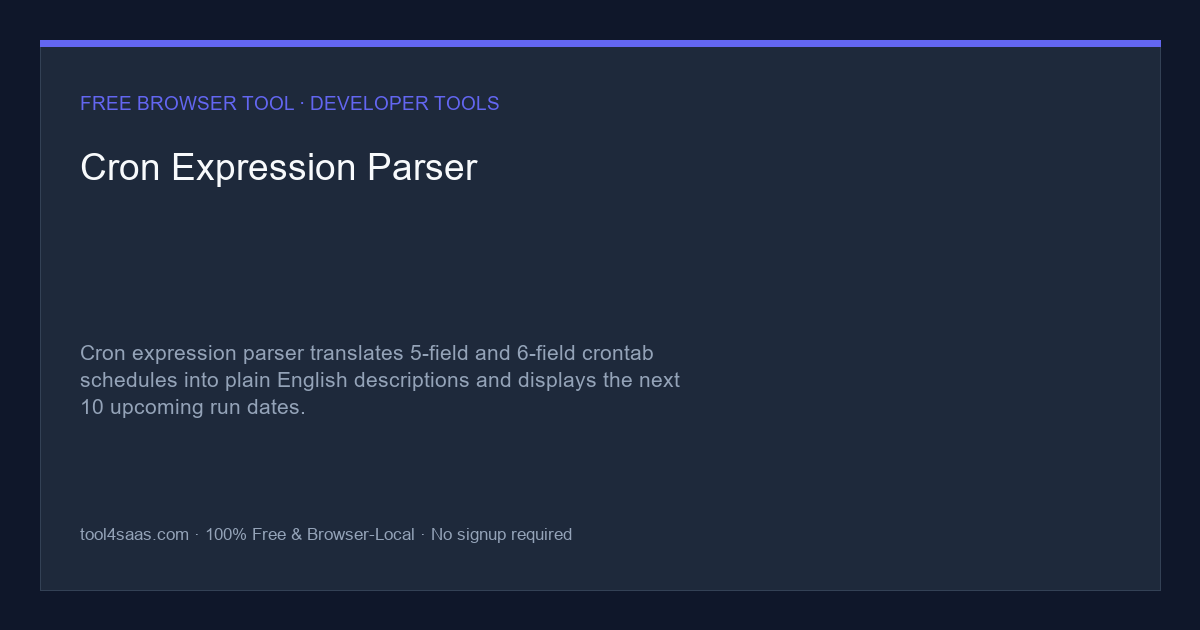 FREE BROWSER TOOL · DEVELOPER TOOLS
Cron Expression Parser
Cron expression parser translates 5-field and 6-field crontab
schedules into plain English descriptions and displays the next
10 upcoming run dates.
tool4saas.com · 100% Free & Browser-Local · No signup required